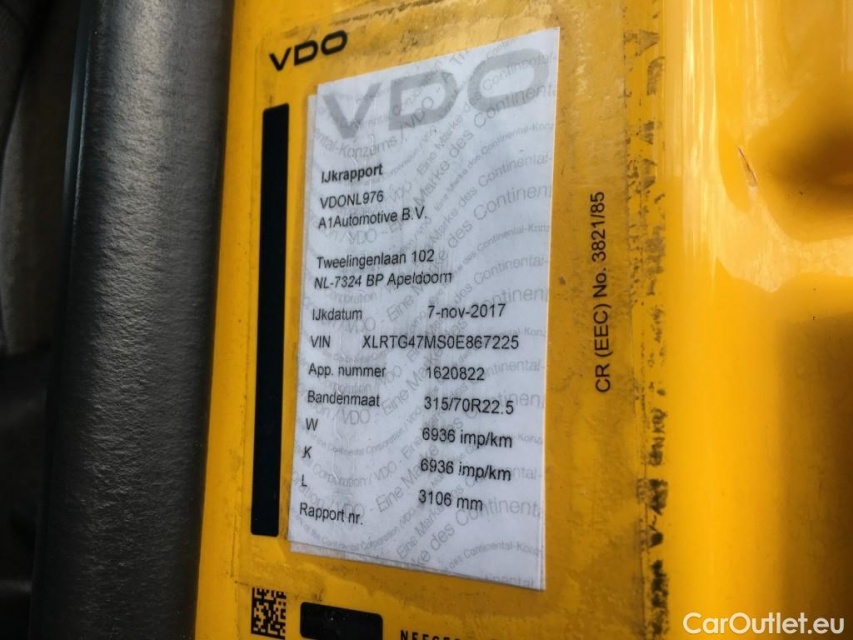 VDO
VDO
IJkrapport
VDONL976
A1Automotive B.V.
Tweelingenlaan 102
NL-7324 BP Apeldoorn
IJkdatum 7-nov-2017
VIN XLRTG47MS0E867225
App. nummer 1620822
Bandenmaat 315/70R22.5
W 6936 imp/km
K 6936 imp/km
L 3106 mm
Rapport nr.
CR (EEC) No. 3821/85
CarOutlet.eu